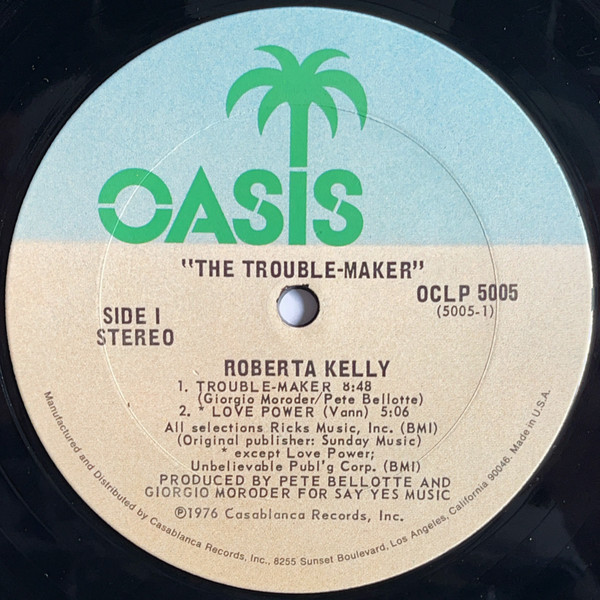 OASIS
"THE TROUBLE-MAKER"
SIDE I
STEREO
OCLP 5005
(5005-1)
ROBERTA KELLY
1. TROUBLE-MAKER 8:48
(Giorgio Moroder/Pete Bellotte)
2. * LOVE POWER (Vann) 5:06
All selections Ricks Music, Inc. (BMI)
(Original publisher: Sunday Music)
* except Love Power;
Unbelievable Publ'g Corp. (BMI)
PRODUCED BY PETE BELLOTTE AND
GIORGIO MORODER FOR SAY YES MUSIC
℗1976 Casablanca Records, Inc.
Manufactured and Distributed by Casablanca Records, Inc., 8255 Sunset Boulevard, Los Angeles, California 90046. Made in U.S.A.